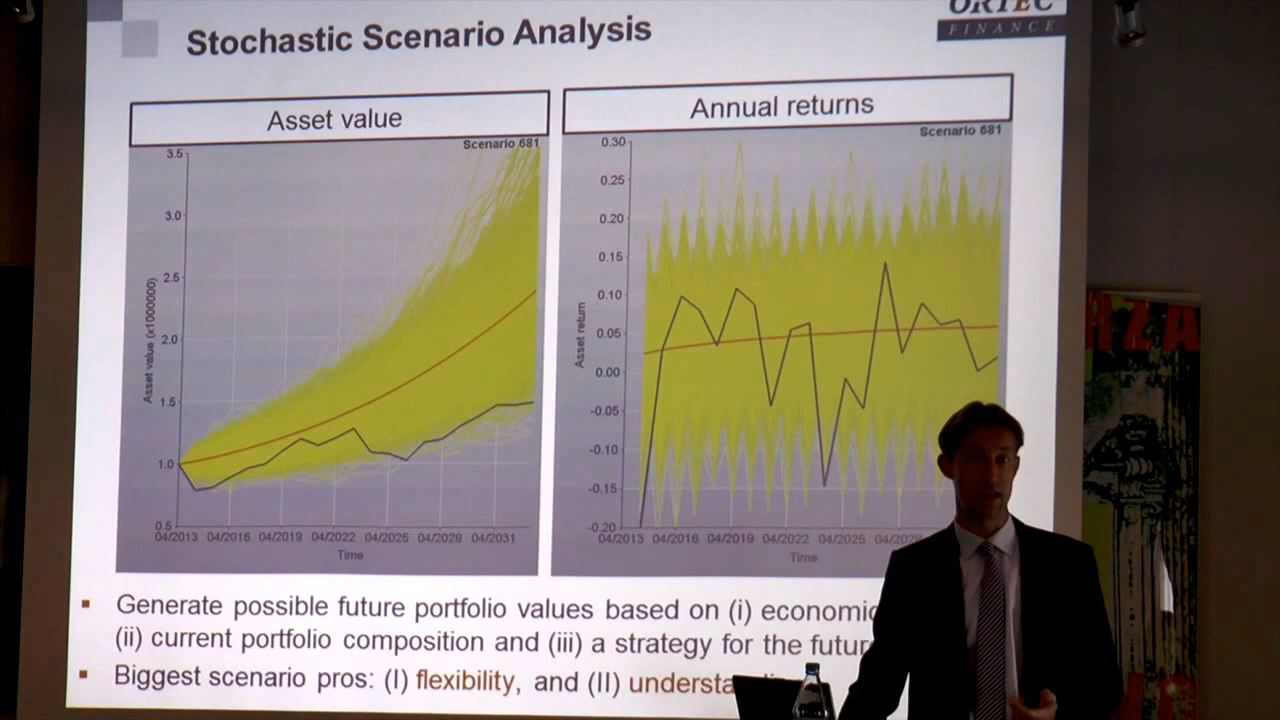 ORTEC
FINANCE
Stochastic Scenario Analysis
Asset value
Annual returns
Scenario 681
Scenario 681
3.5
3.0
2.5
2.0
1.5
1.0
0.5
Asset value (x1000000)
04/2013 04/2016 04/2019 04/2022 04/2025 04/2028 04/2031
Time
0.30
0.25
0.20
0.15
0.10
0.05
0.00
-0.05
-0.10
-0.15
-0.20
Asset return
04/2013 04/2016 04/2019 04/2022 04/2025 04/2028
Time
Generate possible future portfolio values based on (i) economic
(ii) current portfolio composition and (iii) a strategy for the futur
Biggest scenario pros: (I) flexibility, and (II) understa
RZA